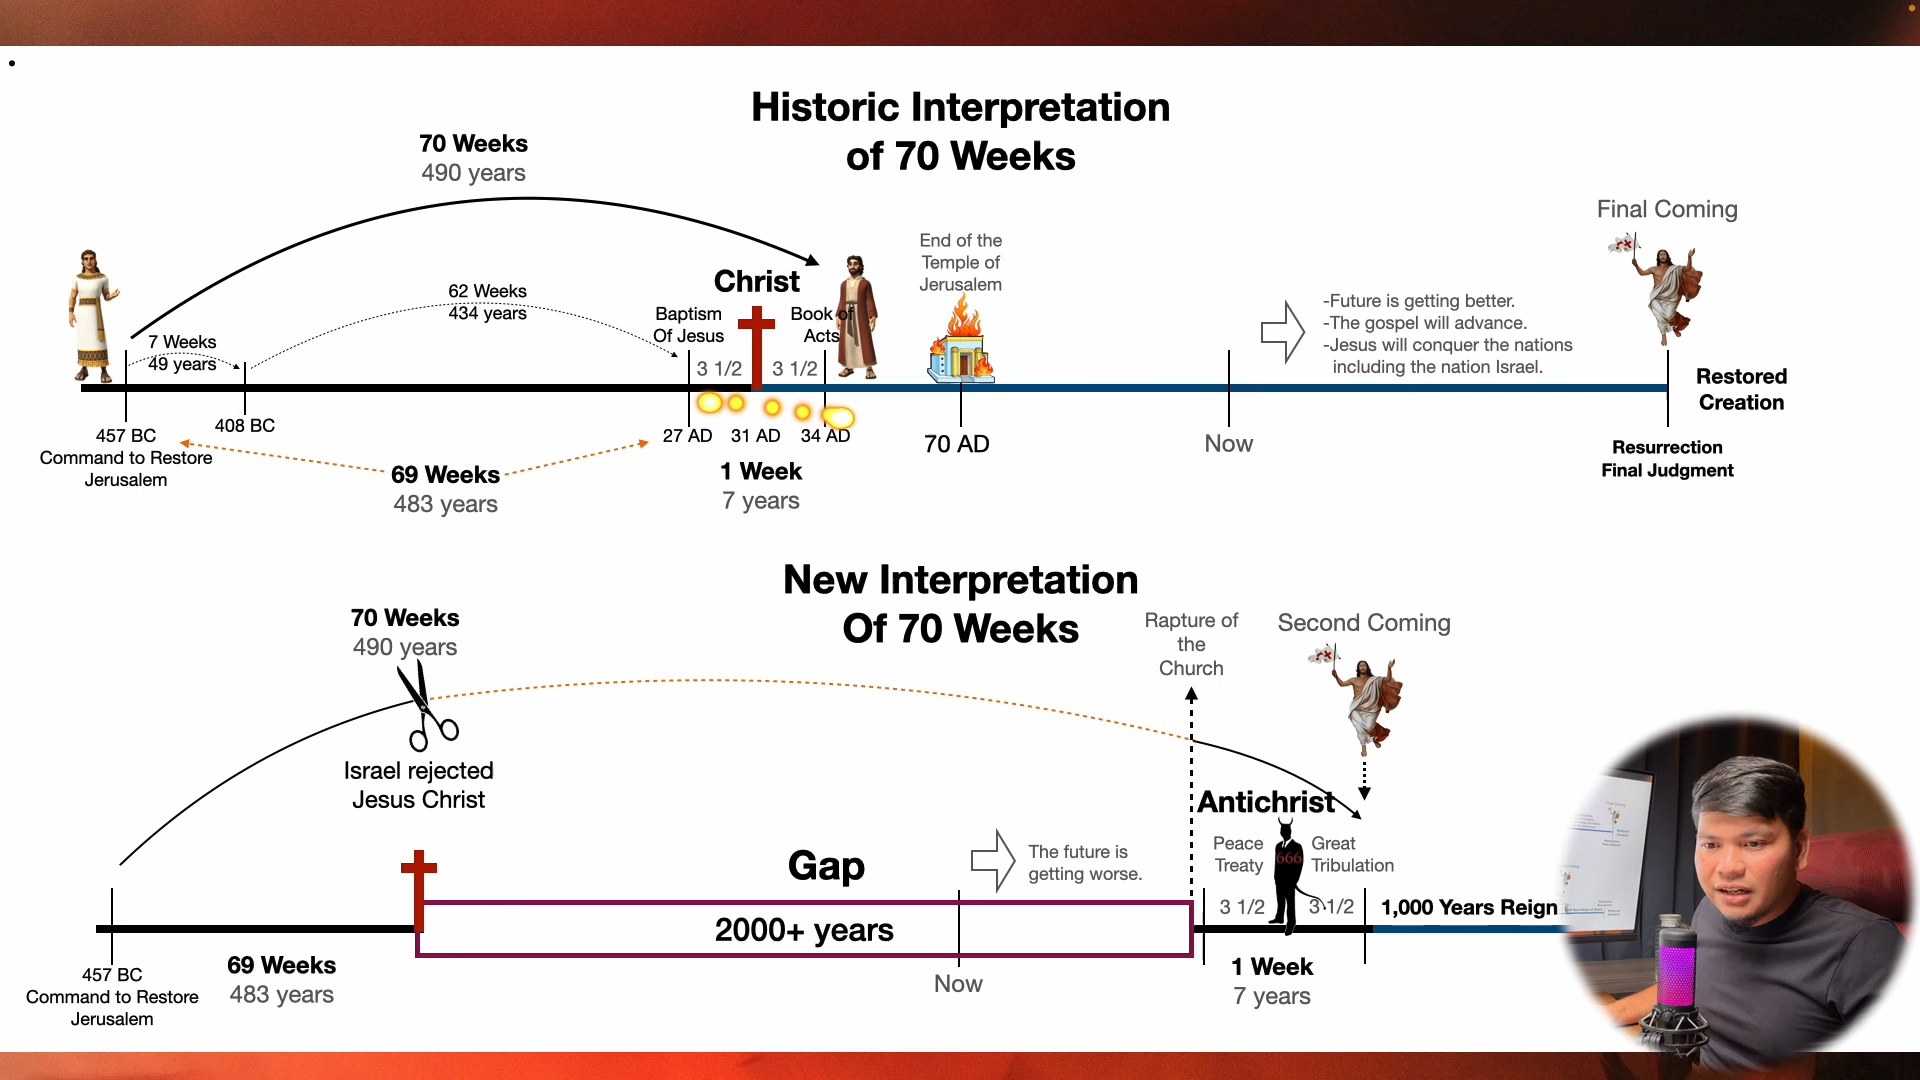 Historic Interpretation
of 70 Weeks
70 Weeks
490 years
Final Coming
End of the
Temple of
Jerusalem
Christ
62 Weeks
434 years
Baptism
Of Jesus
Book of
Acts
7 Weeks
49 years
3 1/2
3 1/2
-Future is getting better.
-The gospel will advance.
-Jesus will conquer the nations
including the nation Israel.
Restored
Creation
457 BC
Command to Restore
Jerusalem
408 BC
27 AD
31 AD
34 AD
70 AD
Now
Resurrection
Final Judgment
69 Weeks
483 years
1 Week
7 years
New Interpretation
Of 70 Weeks
70 Weeks
490 years
Rapture of
the
Church
Second Coming
Israel rejected
Jesus Christ
Antichrist
Peace
Treaty
666
Great
Tribulation
Gap
The future is
getting worse.
2000+ years
3 1/2
3 1/2
1,000 Years Reign
457 BC
Command to Restore
Jerusalem
69 Weeks
483 years
Now
1 Week
7 years